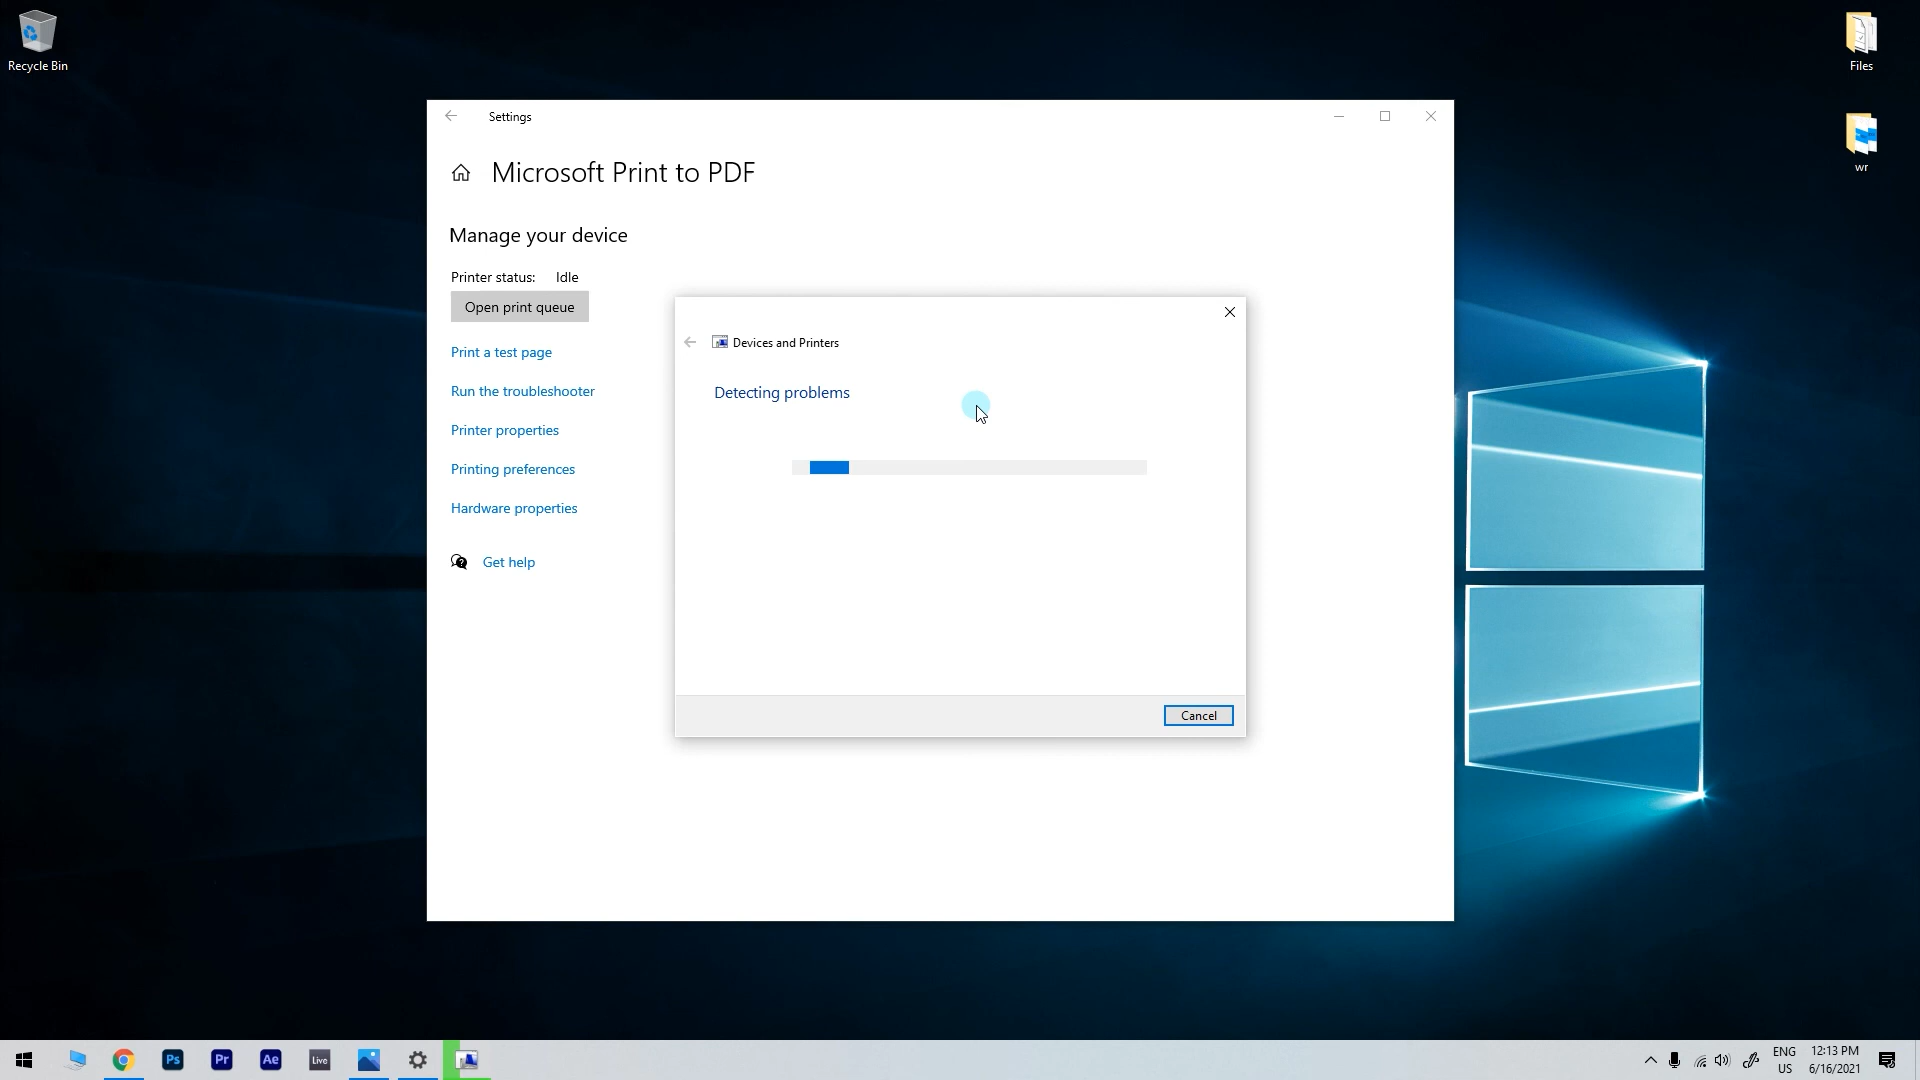 Recycle Bin
Files
wr
Settings
Microsoft Print to PDF
Manage your device
Printer status: Idle
Open print queue
Print a test page
Run the troubleshooter
Printer properties
Printing preferences
Hardware properties
Get help
Devices and Printers
Detecting problems
Cancel
Ps
Pr
Ae
Live
ENG
US
12:13 PM
6/16/2021